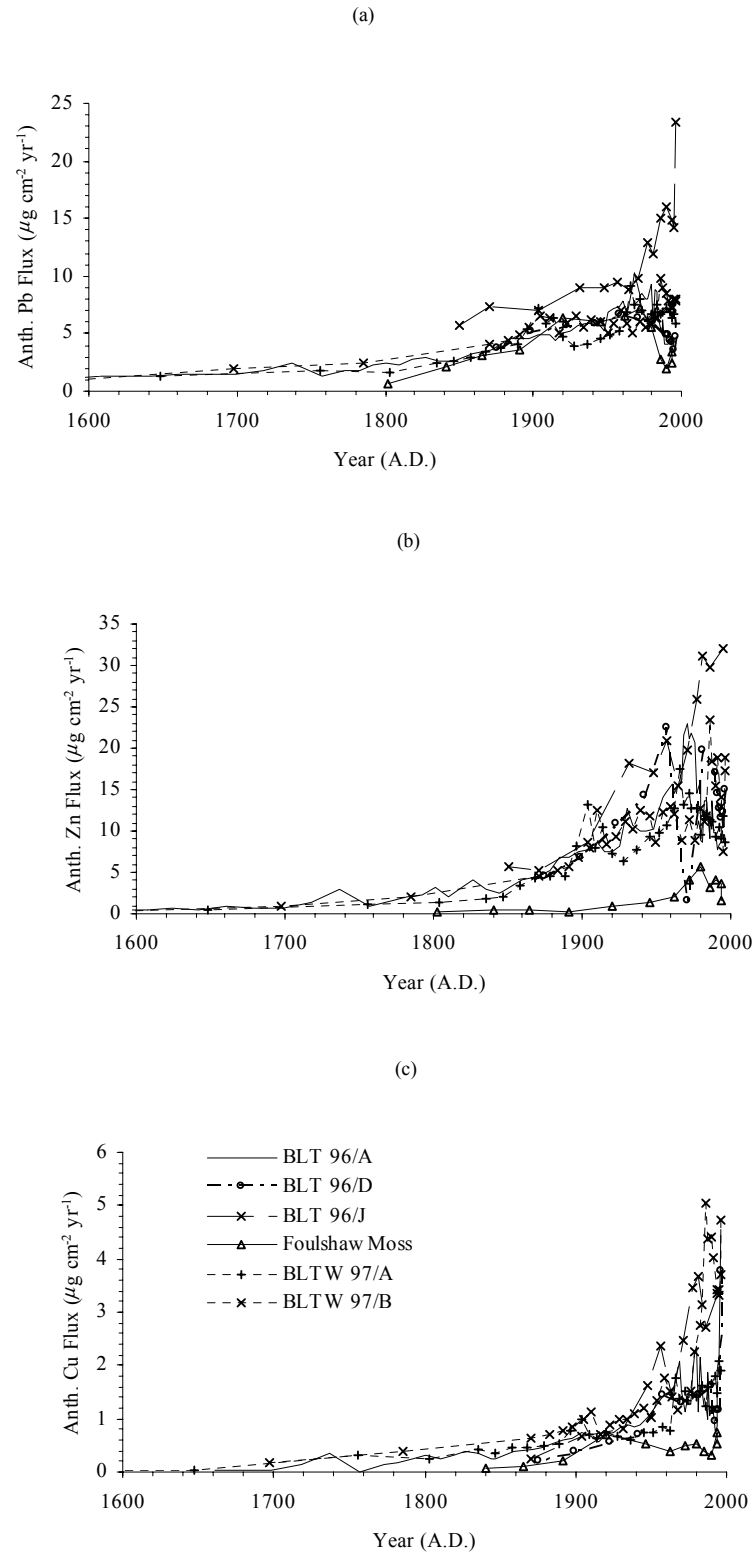 (a)
Anth. Pb Flux (µg cm-2 yr-1)
25
20
15
10
5
0
1600 1700 1800 1900 2000
Year (A.D.)
(b)
Anth. Zn Flux (µg cm-2 yr-1)
35
30
25
20
15
10
5
0
1600 1700 1800 1900 2000
Year (A.D.)
(c)
Anth. Cu Flux (µg cm-2 yr-1)
6
5
4
3
2
1
0
BLT 96/A
BLT 96/D
BLT 96/J
Foulshaw Moss
BLTW 97/A
BLTW 97/B
1600 1700 1800 1900 2000
Year (A.D.)